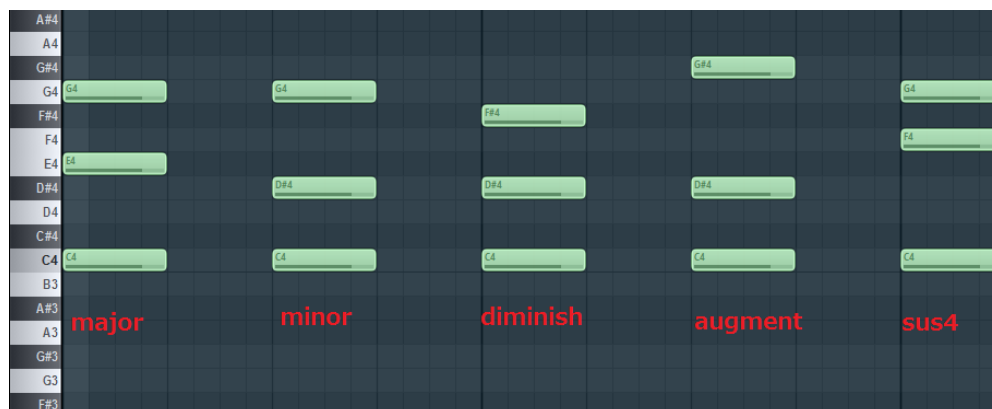 A#4
A4
G#4
G#4
G4
G4
G4
G4
F#4
F#4
F4
F4
E4
E4
D#4
D#4
D#4
D#4
D4
C#4
C4
C4
C4
C4
C4
C4
B3
A#3
major
minor
diminish
augment
sus4
A3
G#3
G3
F#3